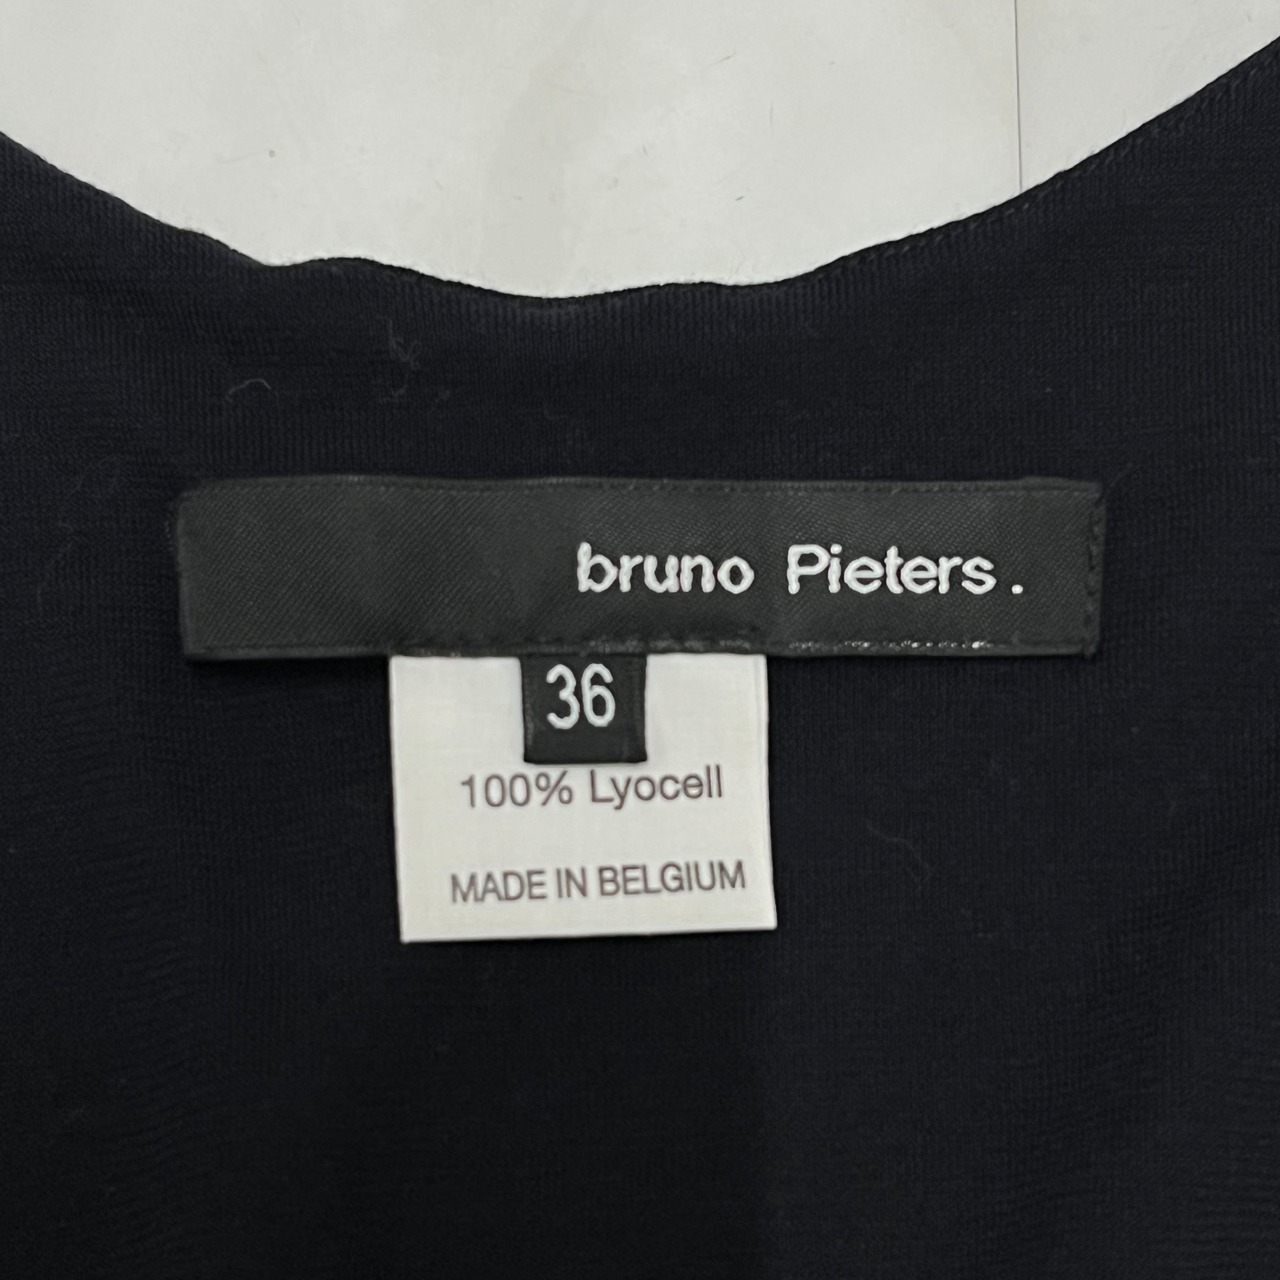 bruno Pieters.
36
100% Lyocell
MADE IN BELGIUM